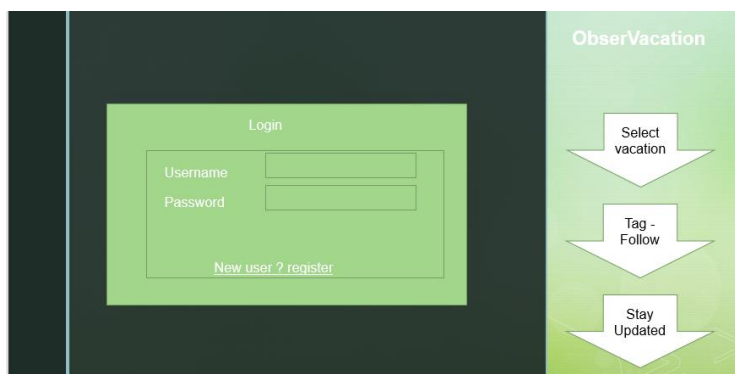 ObserVacation
Login
Username
Password
New user ? register
Select
vacation
Tag -
Follow
Stay
Updated